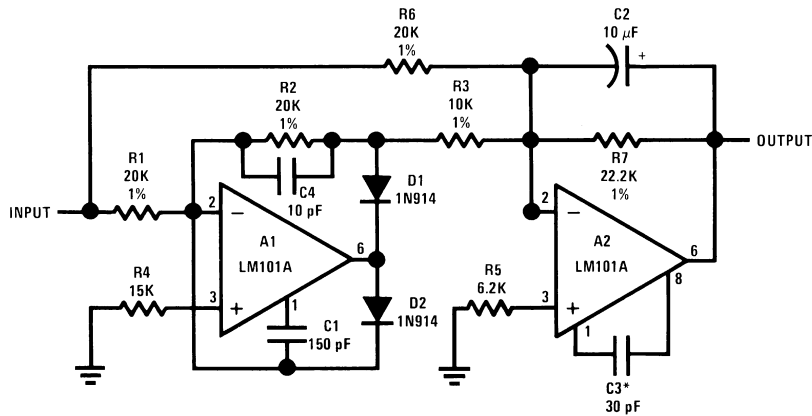 R6
20K
1%
C2
10 μF
+
R2
20K
1%
R3
10K
1%
R1
20K
1%
C4
10 pF
D1
1N914
R7
22.2K
1%
OUTPUT
INPUT
2
−
A1
LM101A
6
2
−
A2
LM101A
6
R4
15K
3
+
1
D2
1N914
R5
6.2K
3
+
8
1
C1
150 pF
C3*
30 pF